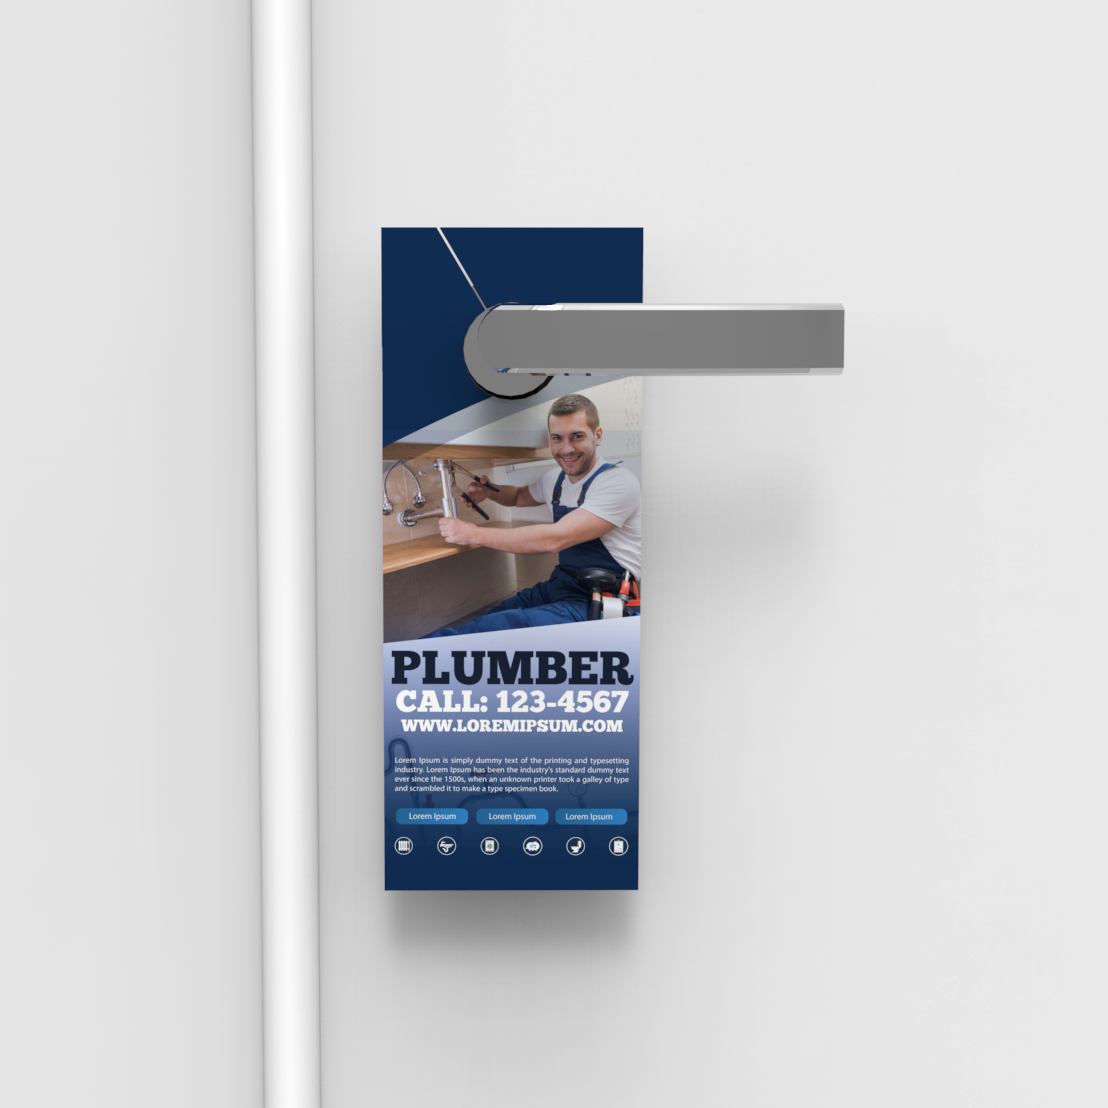 PLUMBER
CALL: 123-4567
WWW.LOREMIPSUM.COM
Lorem Ipsum is simply dummy text of the printing and typesetting
industry. Lorem Ipsum has been the industry's standard dummy text
ever since the 1500s, when an unknown printer took a galley of type
and scrambled it to make a type specimen book.
Lorem Ipsum
Lorem Ipsum
Lorem Ipsum